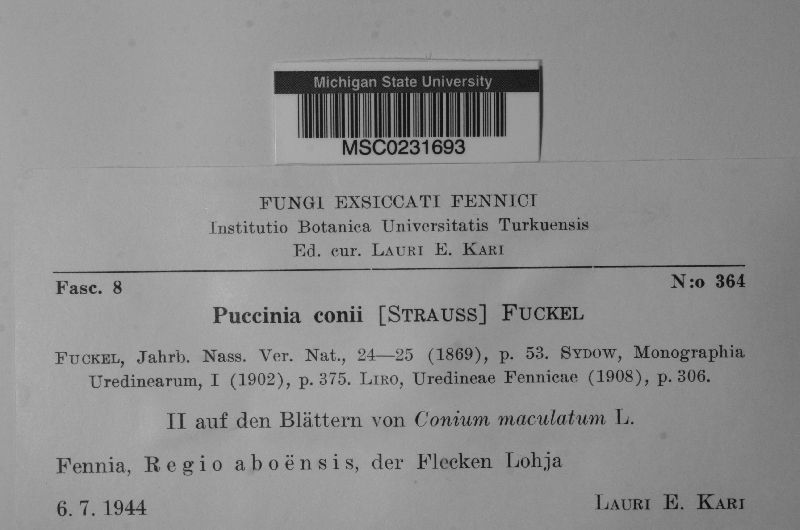 Michigan State University
MSC0231693
FUNGI EXSICCATI FENNICI
Institutio Botanica Universitatis Turkuensis
Ed. cur. LAURI E. KARI
Fasc. 8 N:o 364
Puccinia conii [STRAUSS] FUCKEL
FUCKEL, Jahrb. Nass. Ver. Nat., 24—25 (1869), p. 53. SYDOW, Monographia
Uredinearum, I (1902), p. 375. LIRO, Uredineae Fennicae (1908), p. 306.
II auf den Blättern von Conium maculatum L.
Fennia, Regio aboënsis, der Flecken Lohja
6. 7. 1944 LAURI E. KARI